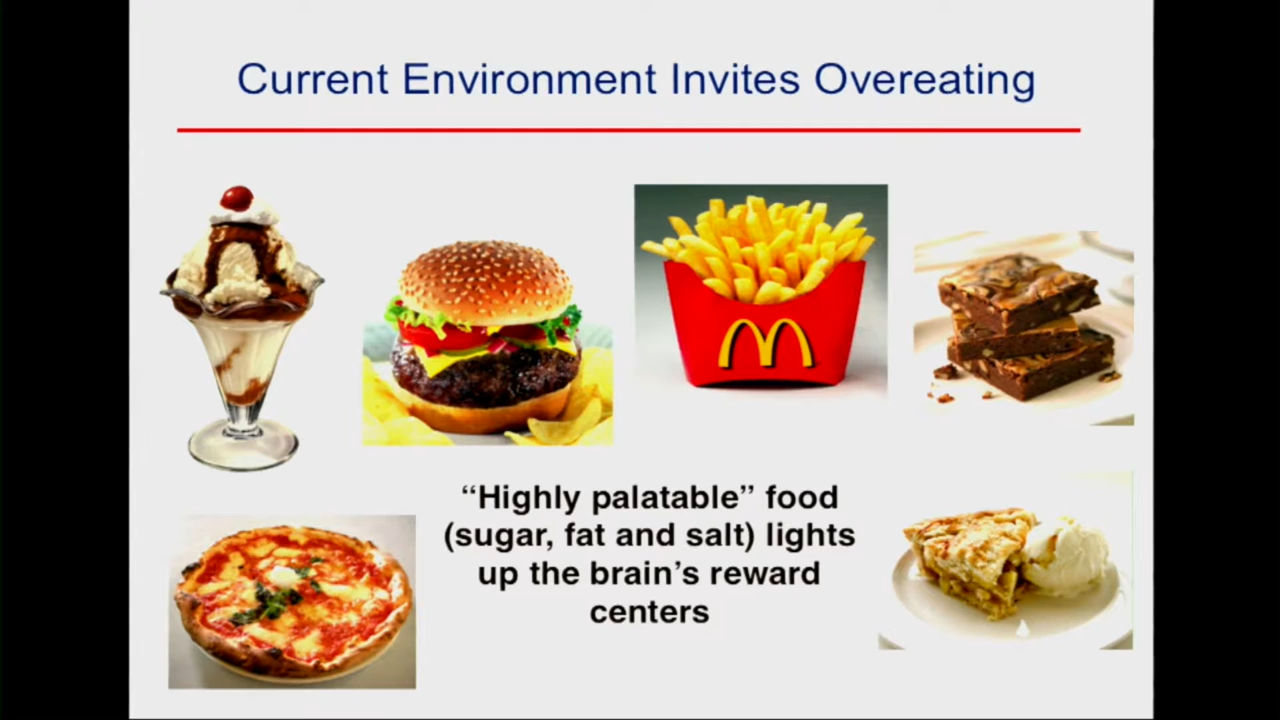 Current Environment Invites Overeating
“Highly palatable” food
(sugar, fat and salt) lights
up the brain’s reward
centers